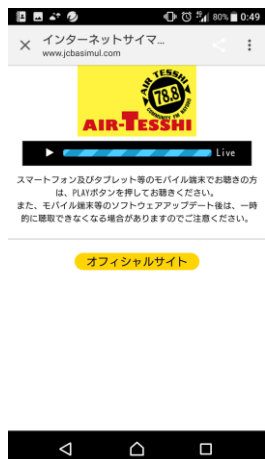 80% 0:49
インターネットサイマ...
www.jcbasimul.com
AIR TESSHI
78.8
COMMUNITY FM NAYORO
AIR-TESSHI
Live
スマートフォン及びタブレット等のモバイル端末でお聴きの方
は、PLAYボタンを押してお聴きください。
また、モバイル端末等のソフトウェアアップデート後は、一時
的に聴取できなくなる場合がありますのでご注意ください。
オフィシャルサイト